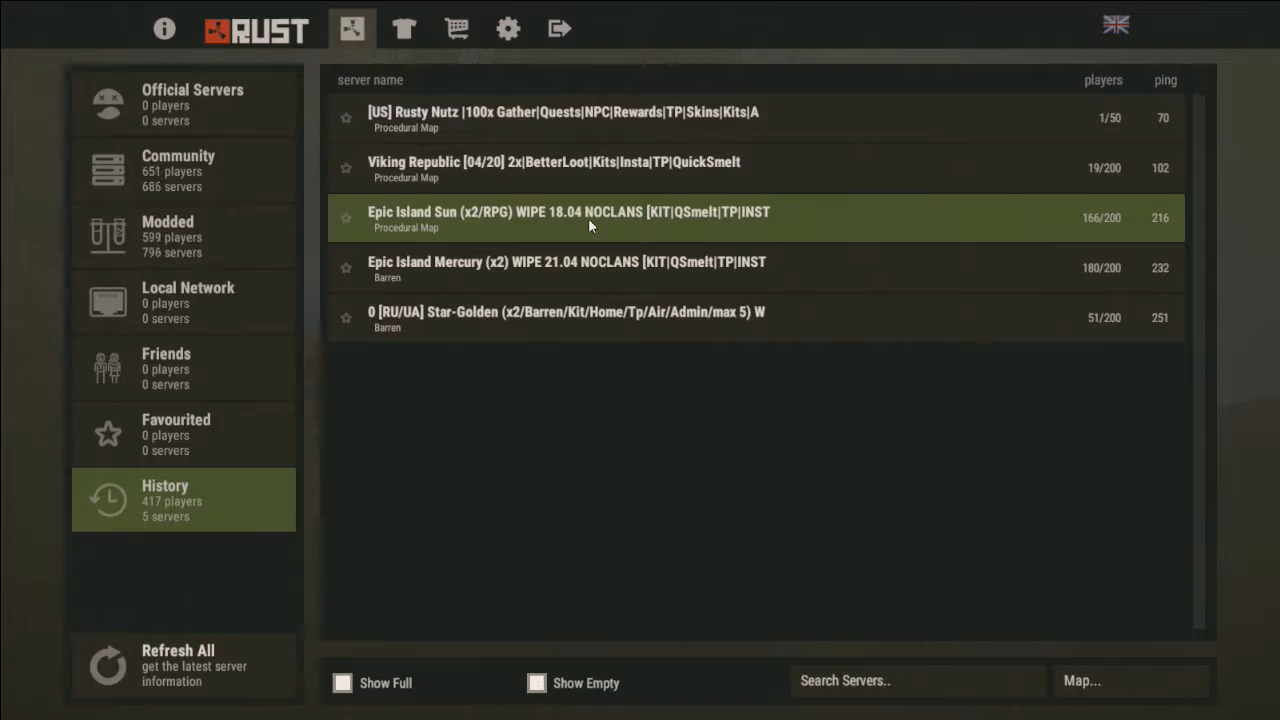 RUST
Official Servers
0 players
0 servers
Community
651 players
686 servers
Modded
599 players
796 servers
Local Network
0 players
0 servers
Friends
0 players
0 servers
Favourited
0 players
0 servers
History
417 players
5 servers
Refresh All
get the latest server
information
server name players ping
[US] Rusty Nutz |100x Gather|Quests|NPC|Rewards|TP|Skins|Kits|A 1/50 70
Procedural Map
Viking Republic [04/20] 2x|BetterLoot|Kits|Insta|TP|QuickSmelt 19/200 102
Procedural Map
Epic Island Sun (x2/RPG) WIPE 18.04 NOCLANS [KIT|QSmelt|TP|INST 166/200 216
Procedural Map
Epic Island Mercury (x2) WIPE 21.04 NOCLANS [KIT|QSmelt|TP|INST 180/200 232
Barren
0 [RU/UA] Star-Golden (x2/Barren/Kit/Home/Tp/Air/Admin/max 5) W 51/200 251
Barren
Show Full Show Empty Search Servers.. Map...